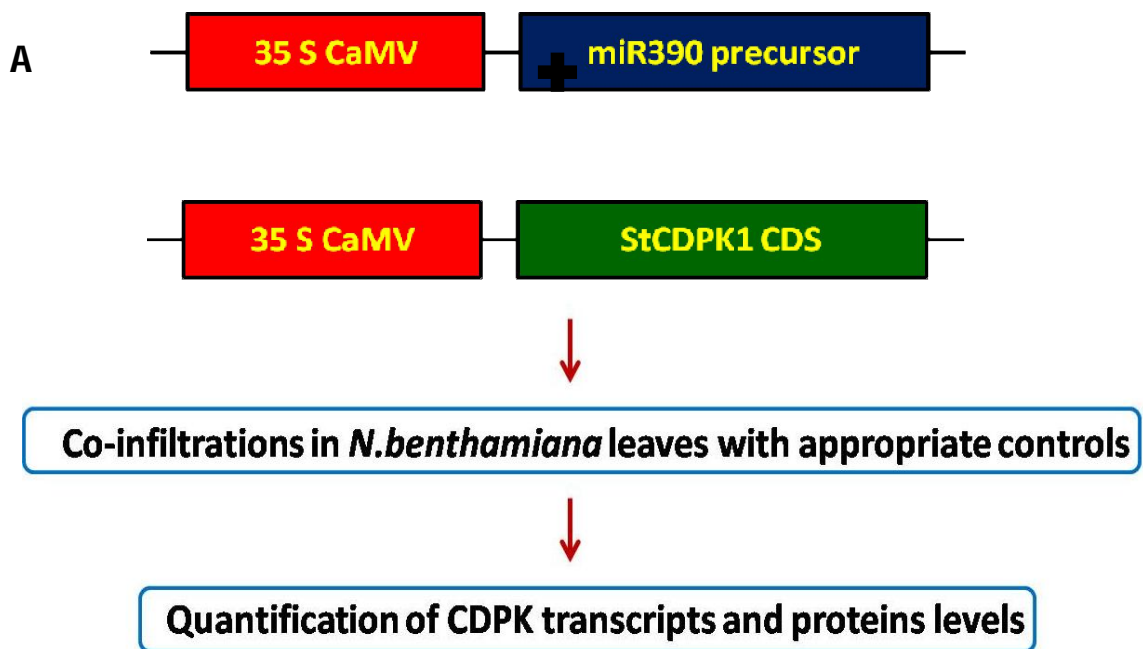 A
35 S CaMV
miR390 precursor
+
35 S CaMV
StCDPK1 CDS
Co-infiltrations in N.benthamiana leaves with appropriate controls
Quantification of CDPK transcripts and proteins levels